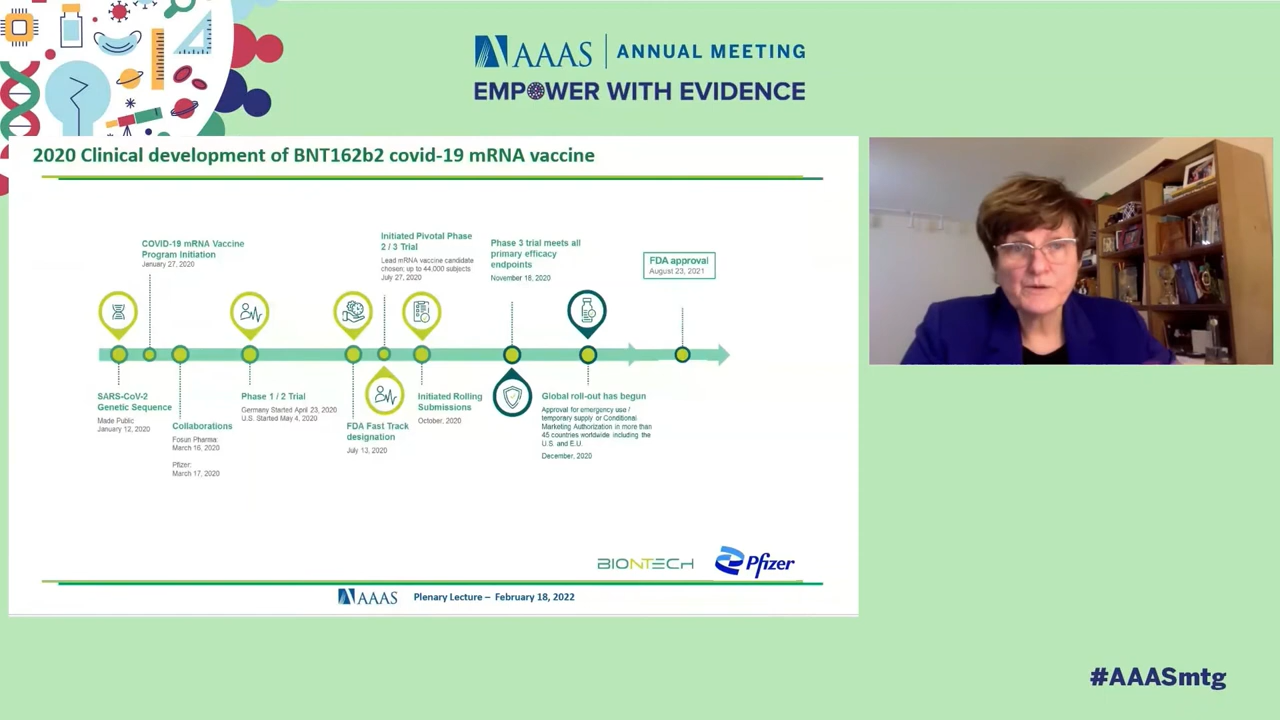 AAAS ANNUAL MEETING
EMPOWER WITH EVIDENCE
2020 Clinical development of BNT162b2 covid-19 mRNA vaccine
COVID-19 mRNA Vaccine
Program Initiation
January 27, 2020
Initiated Pivotal Phase
2 / 3 Trial
Lead mRNA vaccine candidate
chosen; up to 44,000 subjects
July 27, 2020
Phase 3 trial meets all
primary efficacy
endpoints
November 18, 2020
FDA approval
August 23, 2021
SARS-CoV-2
Genetic Sequence
Made Public
January 12, 2020
Collaborations
Fosun Pharma:
March 16, 2020
Pfizer:
March 17, 2020
Phase 1 / 2 Trial
Germany Started April 23, 2020
U.S. Started May 4, 2020
FDA Fast Track
designation
July 13, 2020
Initiated Rolling
Submissions
October, 2020
Global roll-out has begun
Approval for emergency use /
temporary supply or Conditional
Marketing Authorization in more than
45 countries worldwide including the
U.S. and E.U.
December, 2020
BIONTECH
Pfizer
AAAS Plenary Lecture – February 18, 2022
#AAASmtg